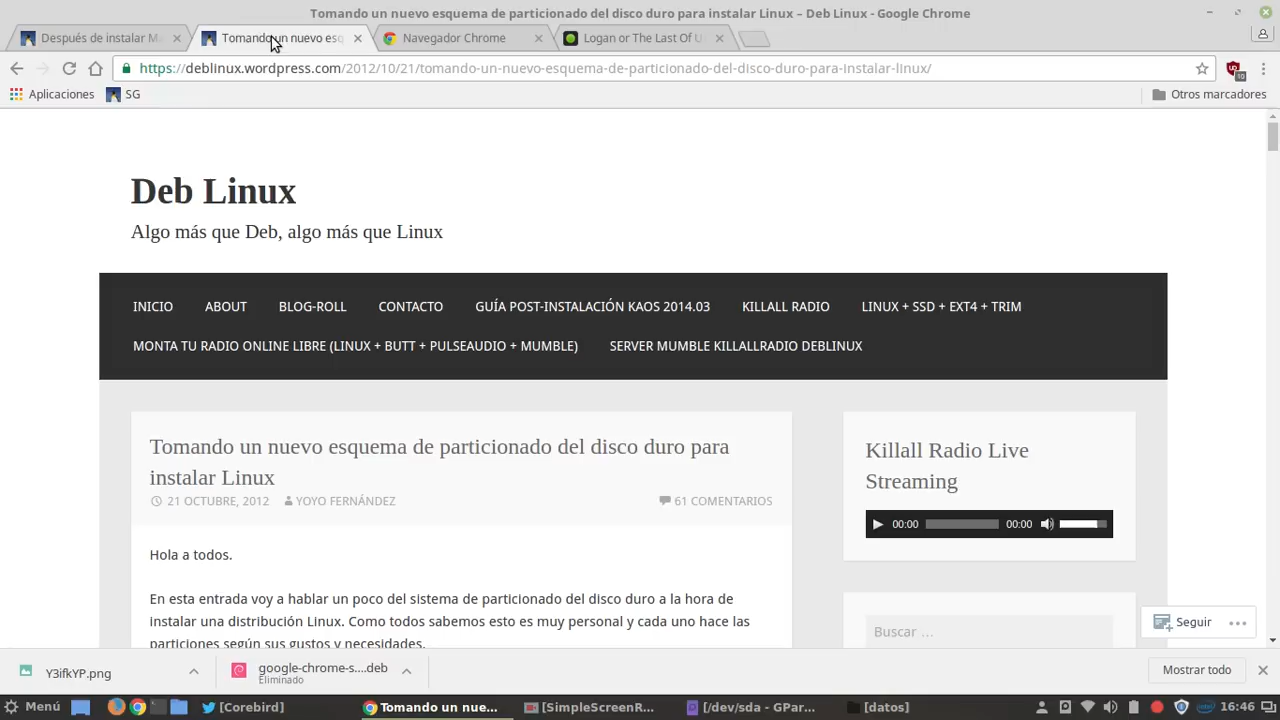 Tomando un nuevo esquema de particionado del disco duro para instalar Linux – Deb Linux - Google Chrome
Después de instalar Mi
Tomando un nuevo esq
Navegador Chrome
Logan or The Last Of U
https://deblinux.wordpress.com/2012/10/21/tomando-un-nuevo-esquema-de-particionado-del-disco-duro-para-instalar-linux/
10
Aplicaciones
SG
Otros marcadores
Deb Linux
Algo más que Deb, algo más que Linux
INICIO ABOUT BLOG-ROLL CONTACTO GUÍA POST-INSTALACIÓN KAOS 2014.03 KILLALL RADIO LINUX + SSD + EXT4 + TRIM
MONTA TU RADIO ONLINE LIBRE (LINUX + BUTT + PULSEAUDIO + MUMBLE) SERVER MUMBLE KILLALLRADIO DEBLINUX
Tomando un nuevo esquema de particionado del disco duro para
instalar Linux
21 OCTUBRE, 2012 YOYO FERNÁNDEZ 61 COMENTARIOS
Hola a todos.
En esta entrada voy a hablar un poco del sistema de particionado del disco duro a la hora de
instalar una distribución Linux. Como todos sabemos esto es muy personal y cada uno hace las
particiones según sus gustos y necesidades.
Killall Radio Live
Streaming
00:00 00:00
Buscar …
Seguir
Y3ifkYP.png
google-chrome-s....deb
Eliminado
Mostrar todo
Menú
[Corebird]
Tomando un nue...
[SimpleScreenR...
[/dev/sda - GPar...
[datos]
16:46